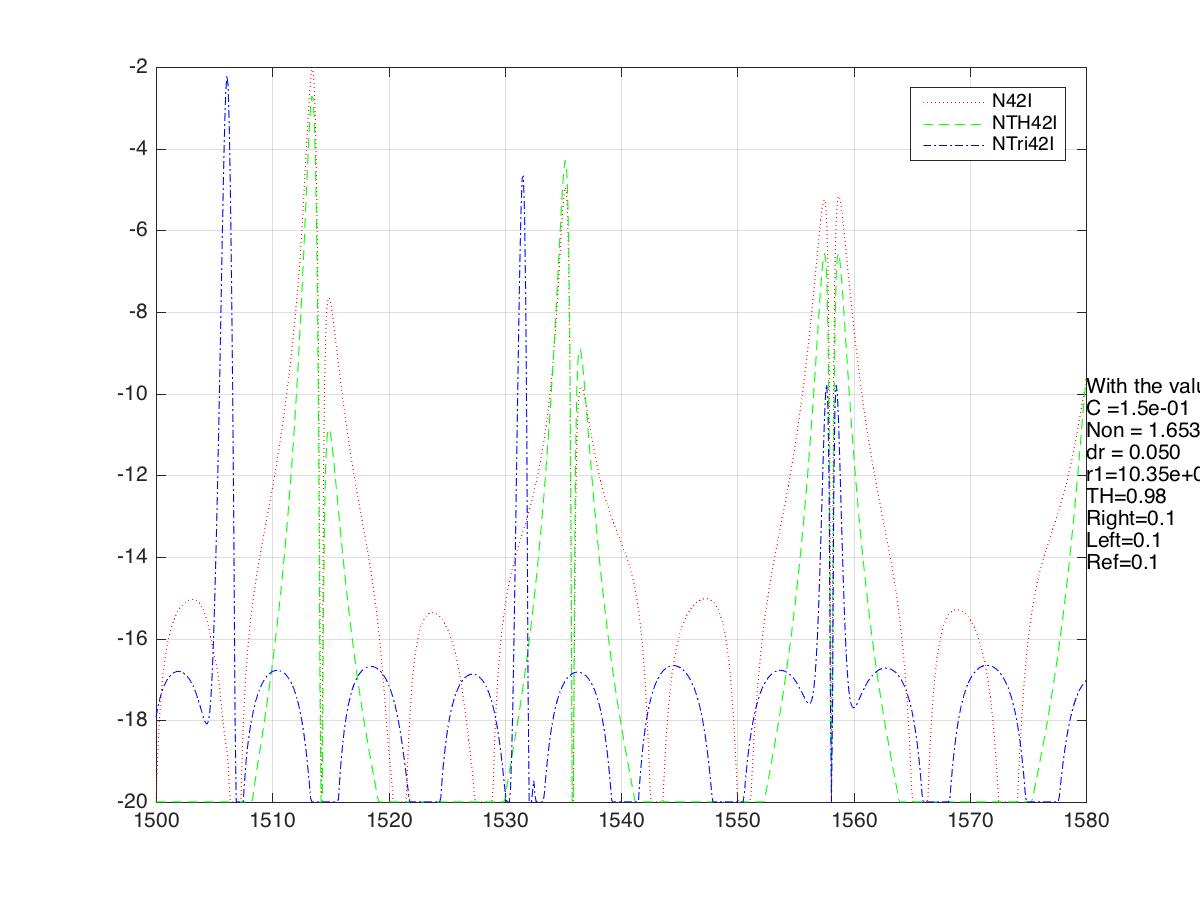 -2
-4
-6
-8
-10
-12
-14
-16
-18
-20
1500 1510 1520 1530 1540 1550 1560 1570 1580
N42I
NTH42I
NTri42I
With the valu
C =1.5e-01
Non = 1.653
dr = 0.050
r1=10.35e+0
TH=0.98
Right=0.1
Left=0.1
Ref=0.1